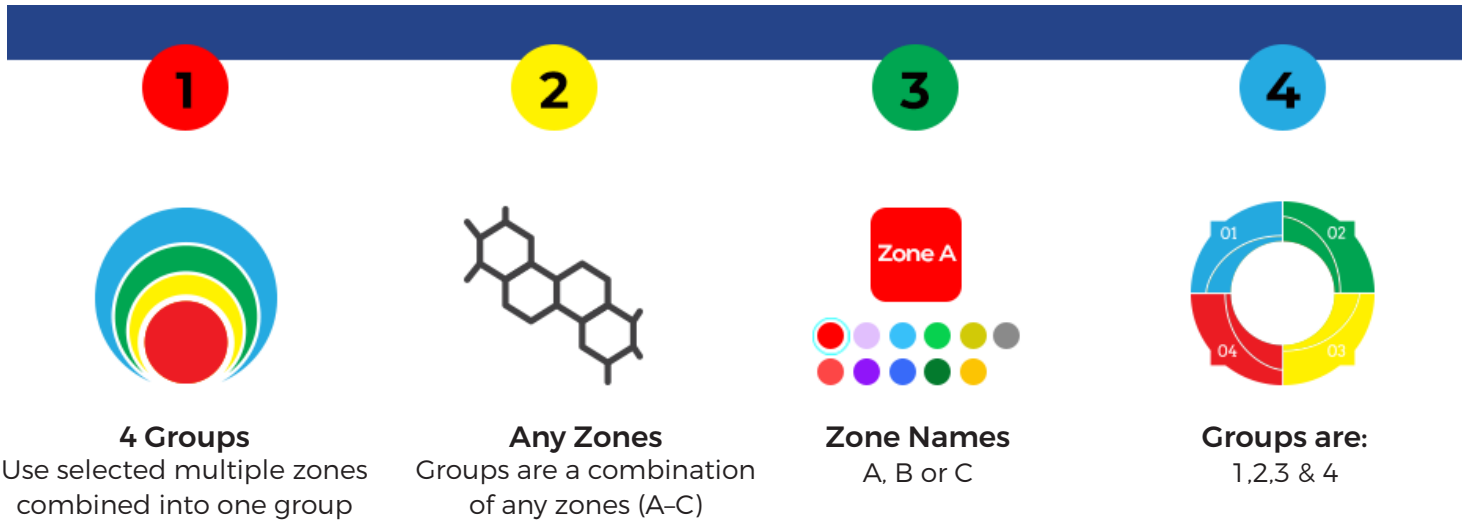 1
2
3
4
Zone A
01
02
04
03
4 Groups
Use selected multiple zones
combined into one group
Any Zones
Groups are a combination
of any zones (A–C)
Zone Names
A, B or C
Groups are:
1,2,3 & 4